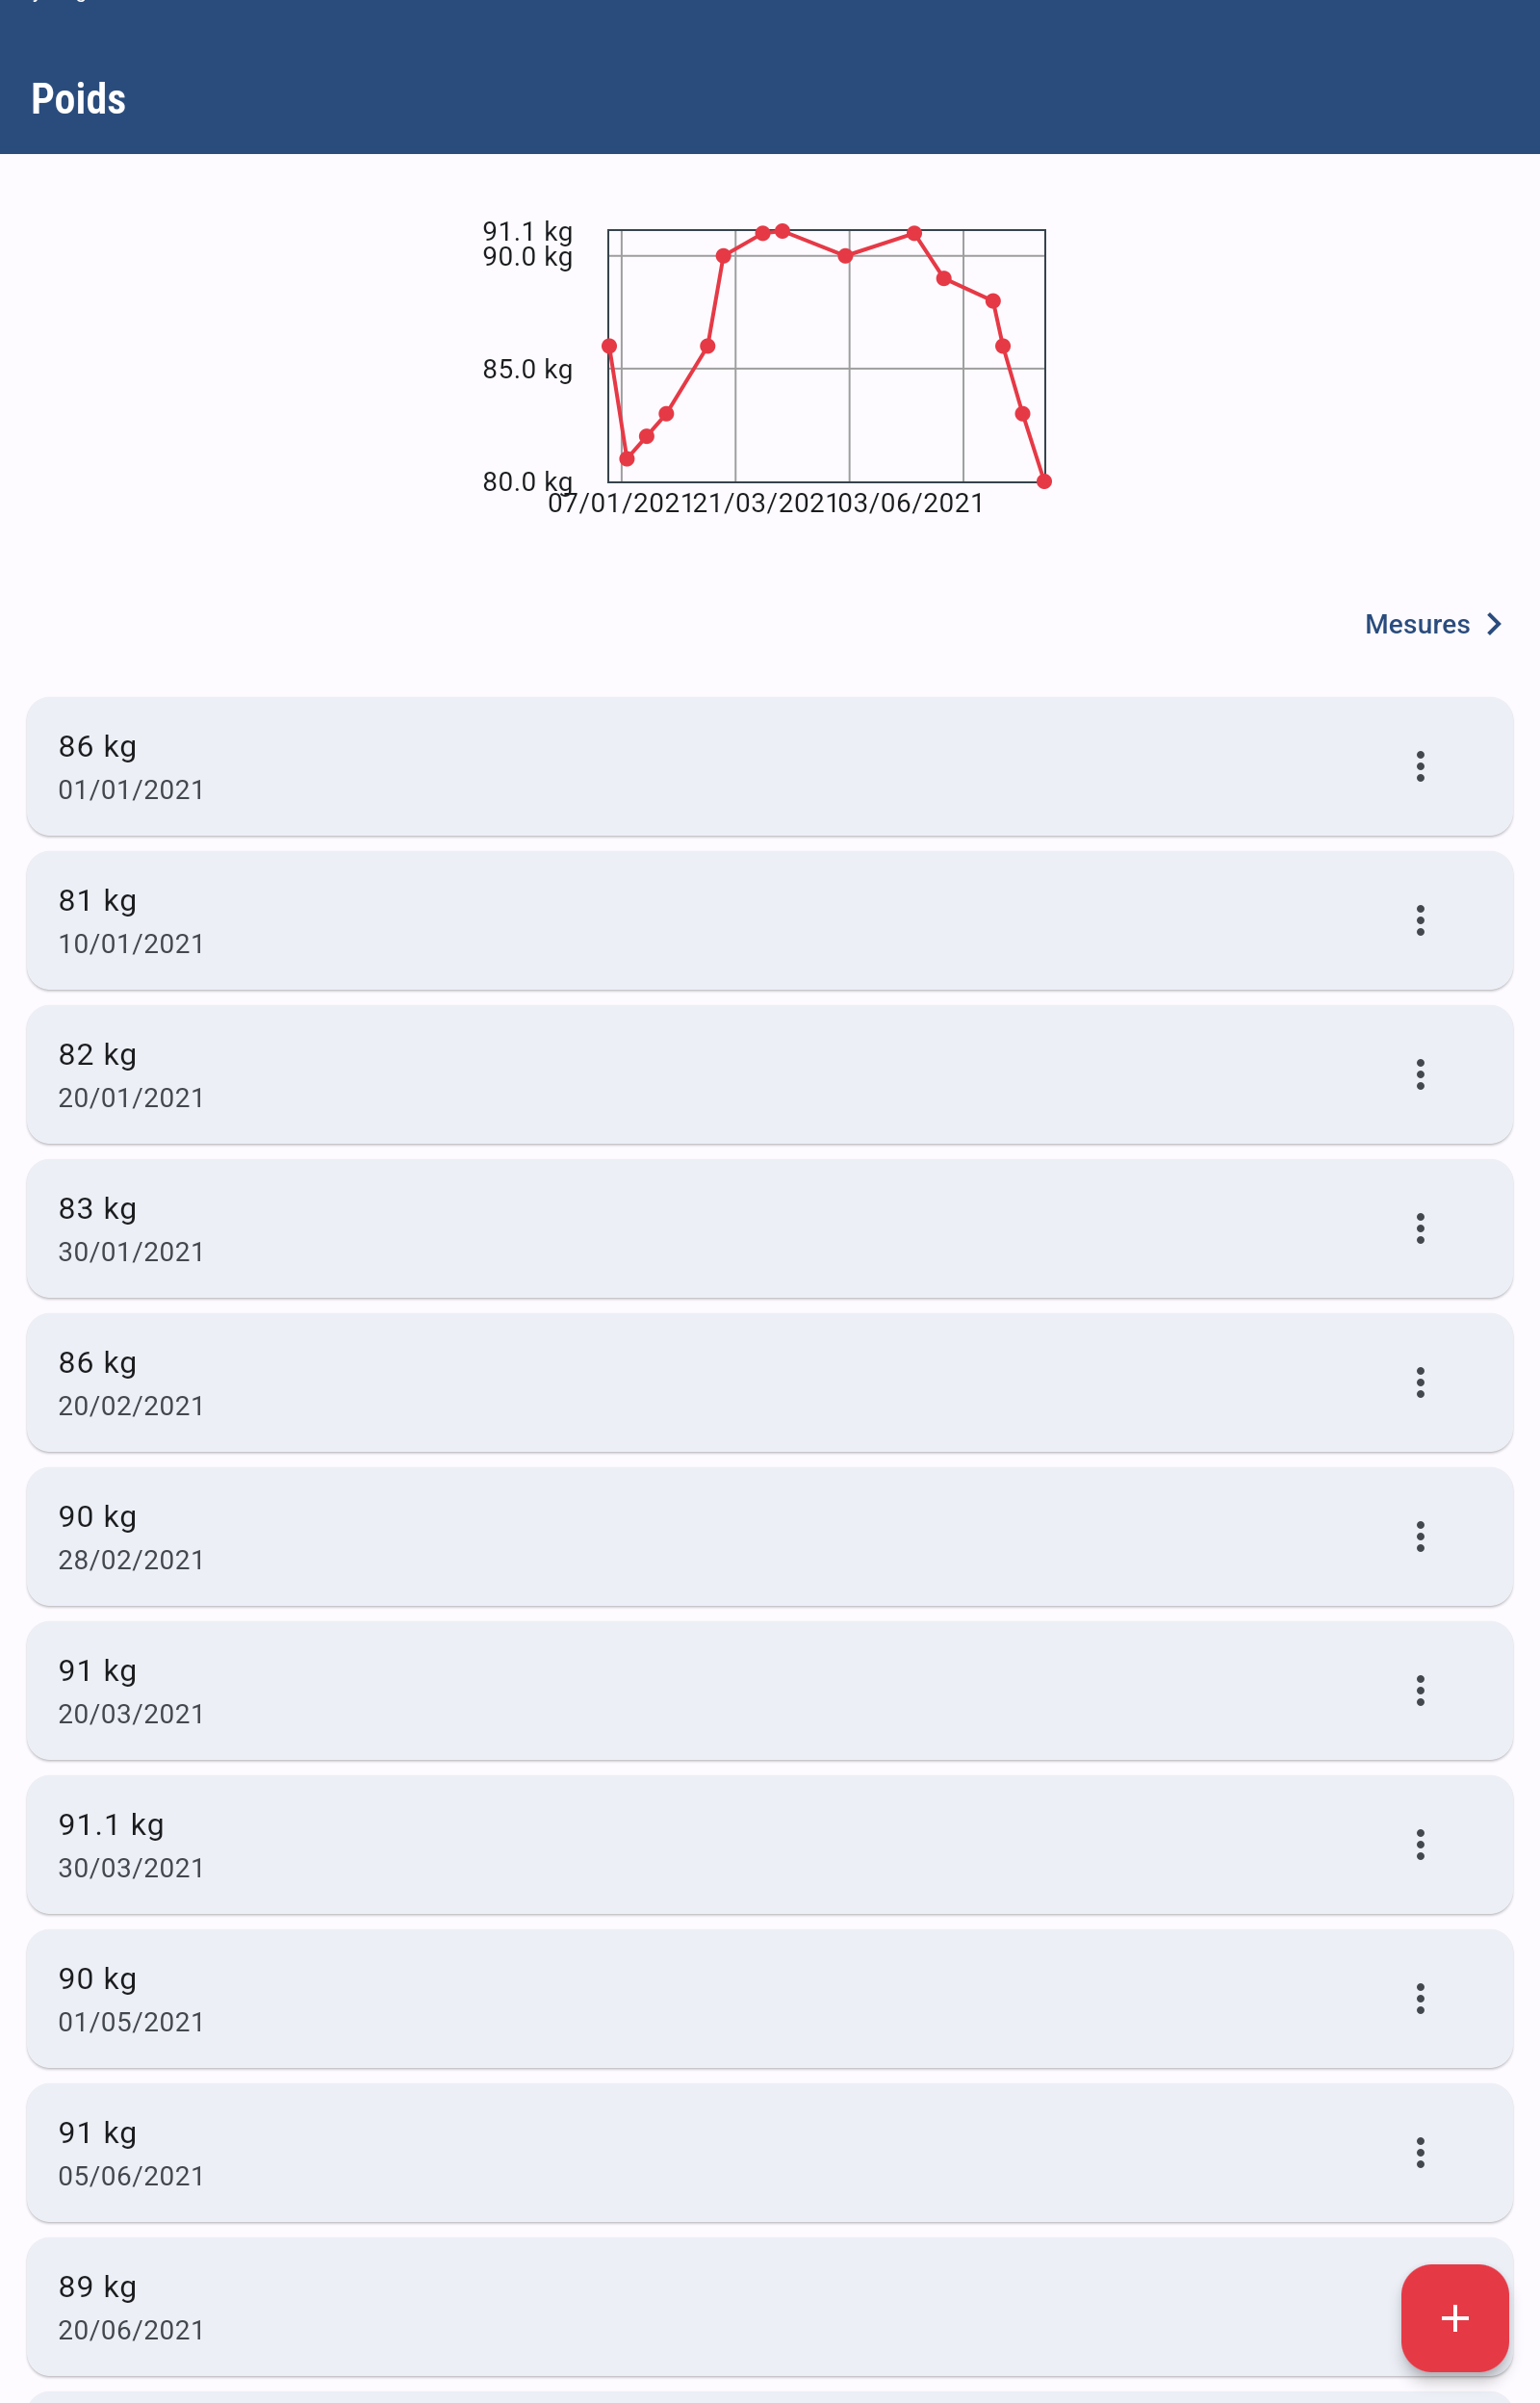 Poids
91.1 kg
90.0 kg
85.0 kg
80.0 kg
07/01/2021 21/03/2021 03/06/2021
Mesures
86 kg
01/01/2021
81 kg
10/01/2021
82 kg
20/01/2021
83 kg
30/01/2021
86 kg
20/02/2021
90 kg
28/02/2021
91 kg
20/03/2021
91.1 kg
30/03/2021
90 kg
01/05/2021
91 kg
05/06/2021
89 kg
20/06/2021